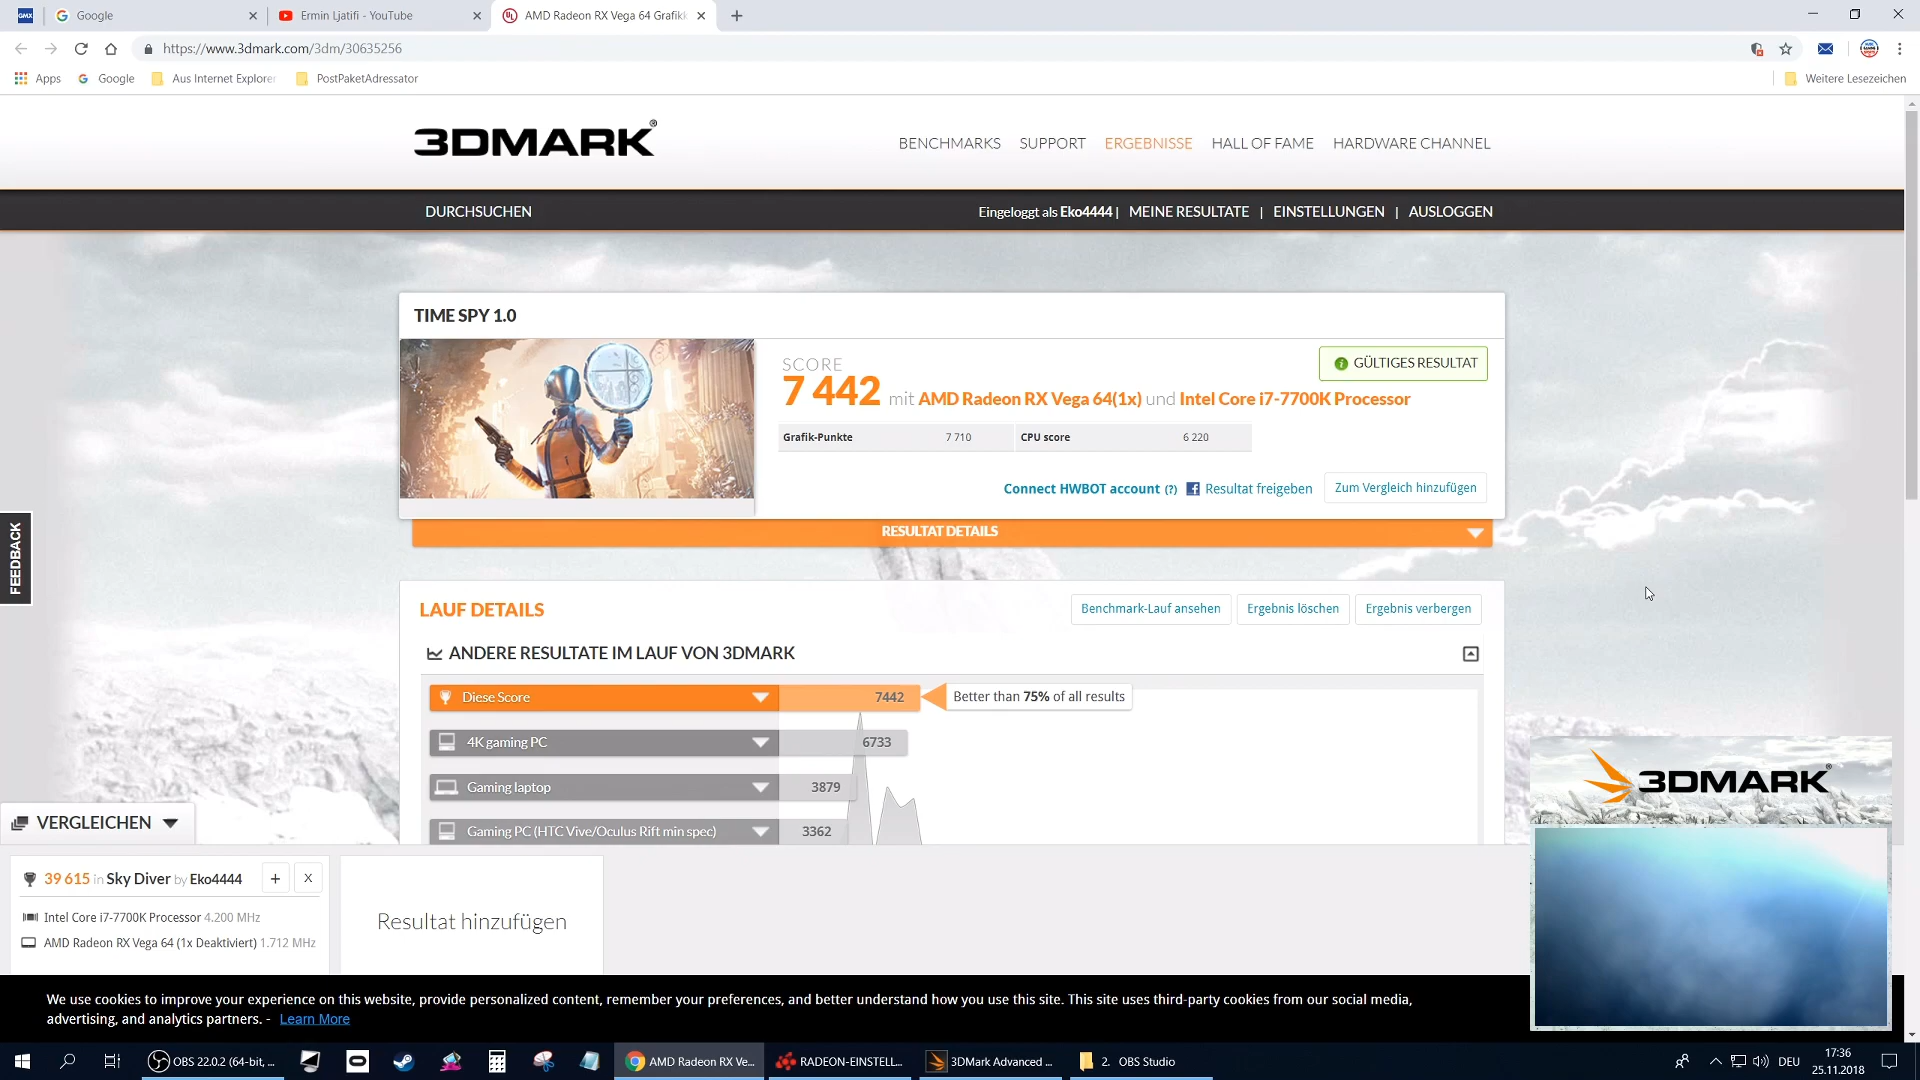 GMX
Google
Ermin Ljatifi - YouTube
AMD Radeon RX Vega 64 Grafikk
https://www.3dmark.com/3dm/30635256
Apps
Google
Aus Internet Explorer
PostPaketAdressator
Weitere Lesezeichen
3DMARK®
BENCHMARKS
SUPPORT
ERGEBNISSE
HALL OF FAME
HARDWARE CHANNEL
DURCHSUCHEN
Eingeloggt als Eko4444 | MEINE RESULTATE | EINSTELLUNGEN | AUSLOGGEN
TIME SPY 1.0
SCORE
GÜLTIGES RESULTAT
7 442 mit AMD Radeon RX Vega 64(1x) und Intel Core i7-7700K Processor
Grafik-Punkte 7 710 CPU score 6 220
Connect HWBOT account (?) Resultat freigeben Zum Vergleich hinzufügen
RESULTAT DETAILS
FEEDBACK
LAUF DETAILS
Benchmark-Lauf ansehen
Ergebnis löschen
Ergebnis verbergen
ANDERE RESULTATE IM LAUF VON 3DMARK
Diese Score 7442 Better than 75% of all results
4K gaming PC 6733
Gaming laptop 3879
Gaming PC (HTC Vive/Oculus Rift min spec) 3362
3DMARK®
VERGLEICHEN
39 615 in Sky Diver by Eko4444 + X
Intel Core i7-7700K Processor 4.200 MHz
AMD Radeon RX Vega 64 (1x Deaktiviert) 1.712 MHz
Resultat hinzufügen
We use cookies to improve your experience on this website, provide personalized content, remember your preferences, and better understand how you use this site. This site uses third-party cookies from our social media,
advertising, and analytics partners. - Learn More
OBS 22.0.2 (64-bit, ...
AMD Radeon RX Ve...
RADEON-EINSTELL...
3DMark Advanced ...
2. OBS Studio
DEU
17:36
25.11.2018